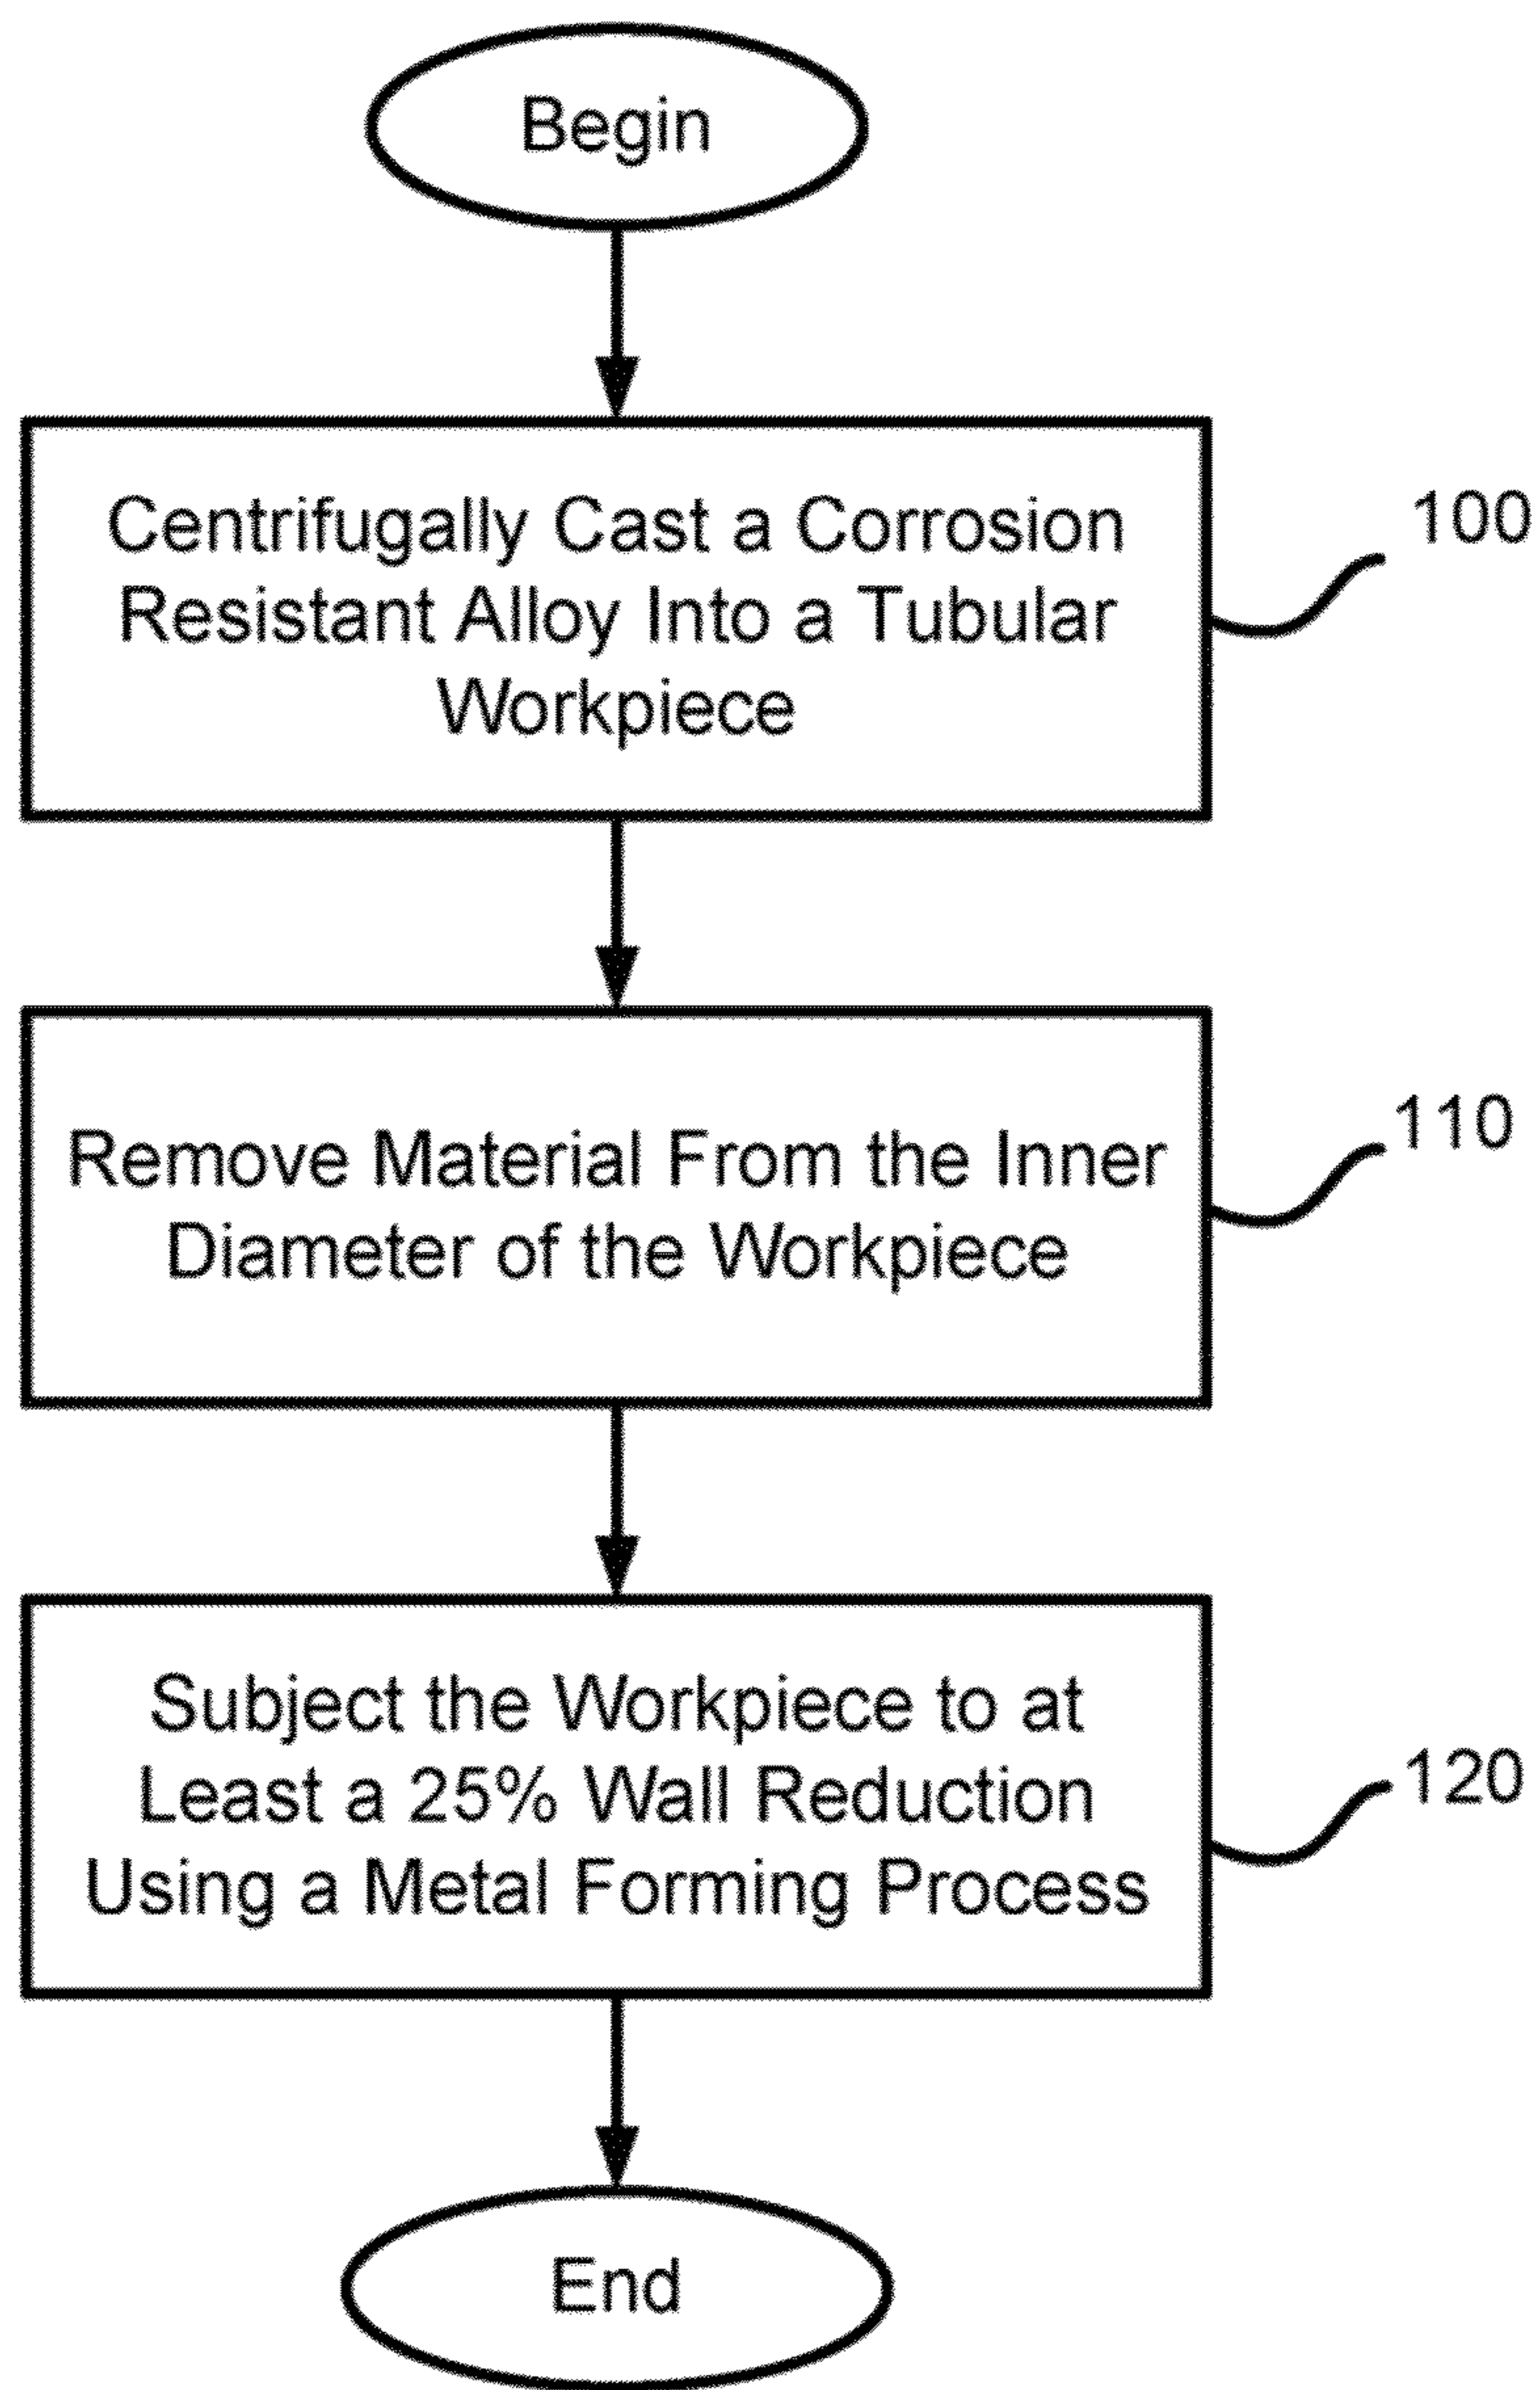 Begin
Centrifugally Cast a Corrosion
Resistant Alloy Into a Tubular
Workpiece
100
Remove Material From the Inner
Diameter of the Workpiece
110
Subject the Workpiece to at
Least a 25% Wall Reduction
Using a Metal Forming Process
120
End